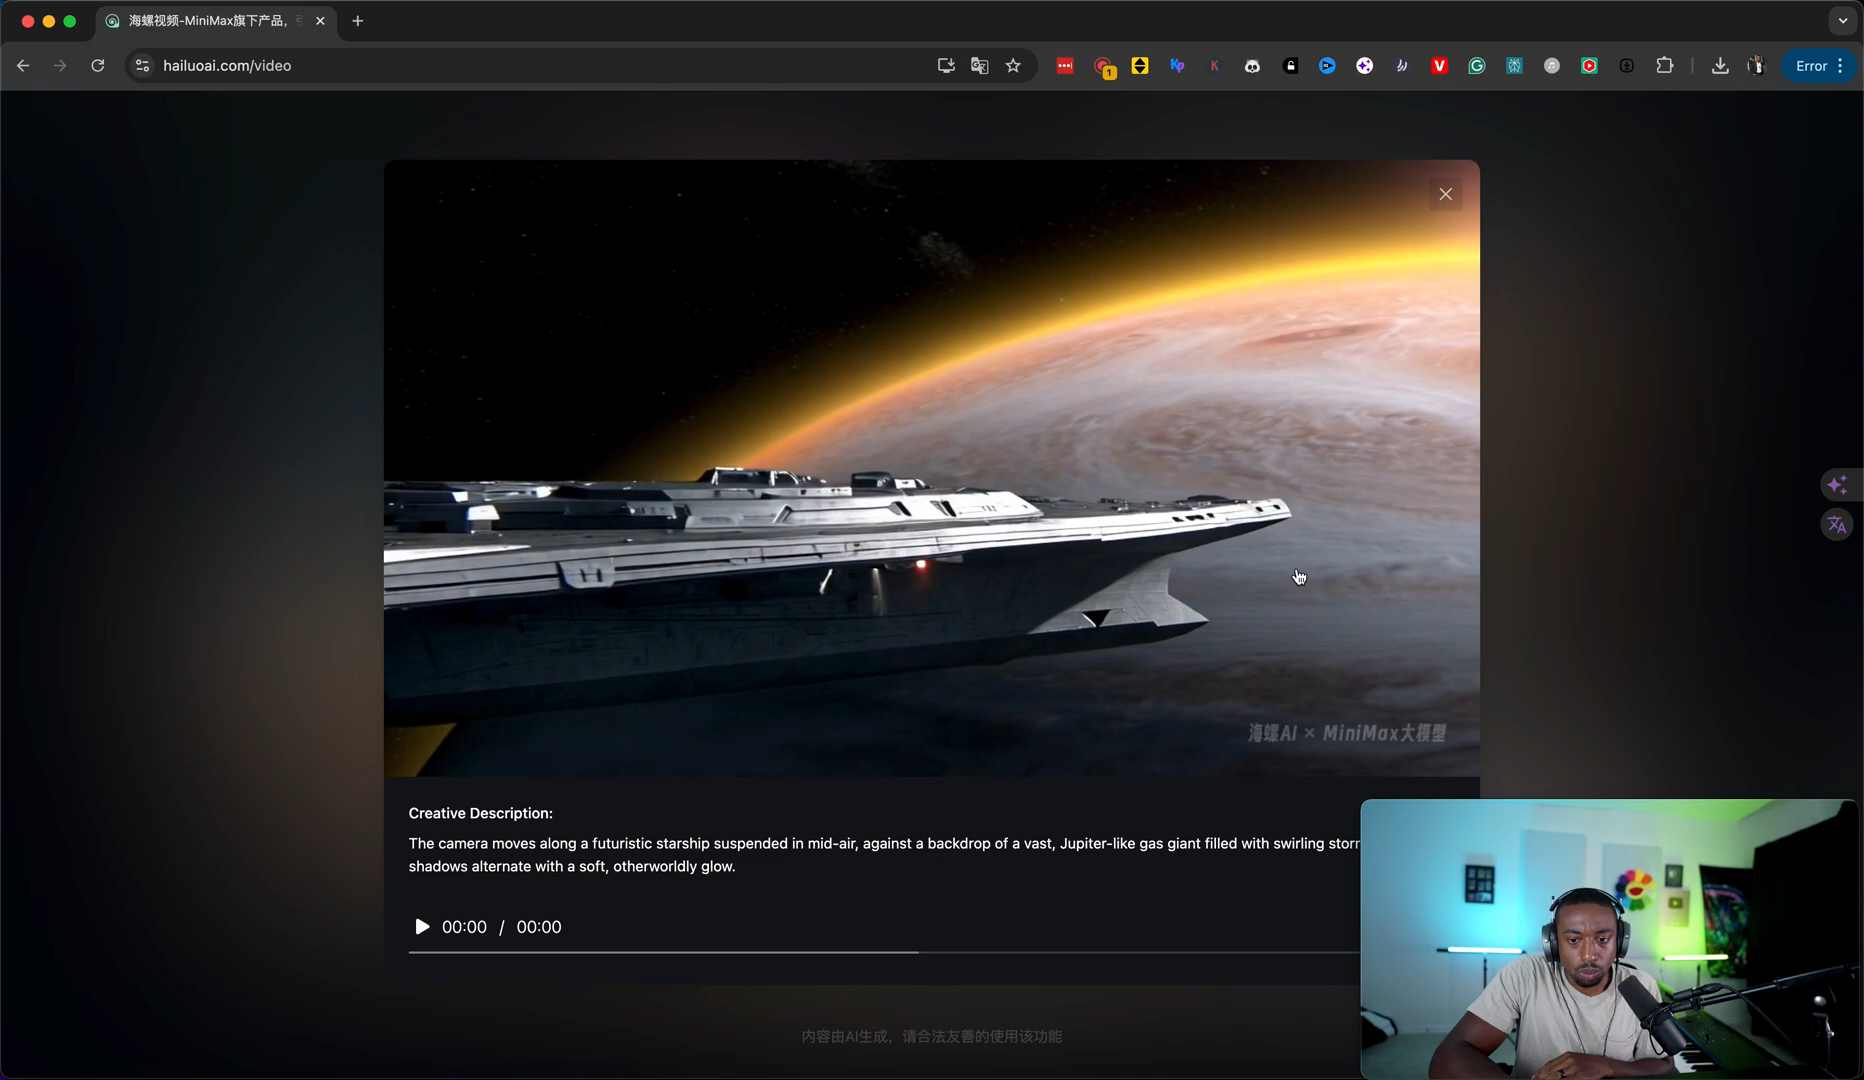 海螺视频-MiniMax旗下产品,
hailuoai.com/video
1
Kp
K
V
Error
海螺AI × MiniMax大模型
Creative Description:
The camera moves along a futuristic starship suspended in mid-air, against a backdrop of a vast, Jupiter-like gas giant filled with swirling
shadows alternate with a soft, otherworldly glow.
00:00 / 00:00
内容由AI生成，请合法友善的使用该功能